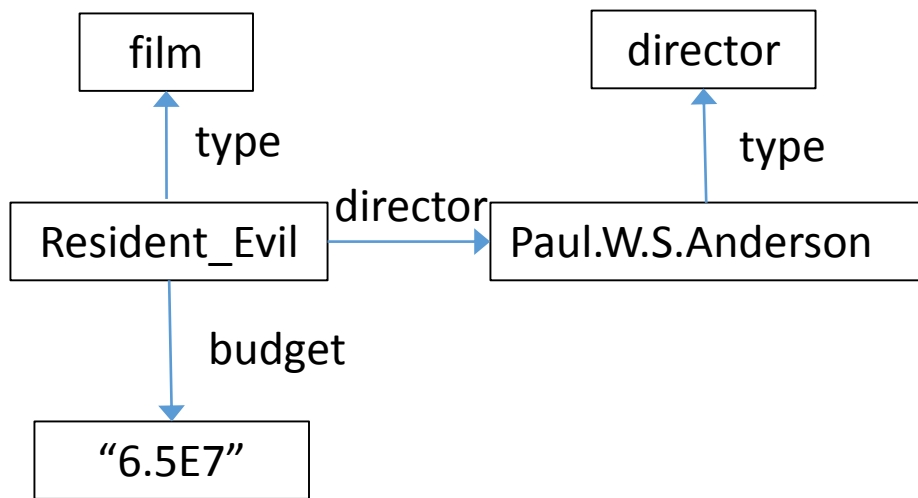 film
director
type
type
director
Resident_Evil
Paul.W.S.Anderson
budget
“6.5E7”